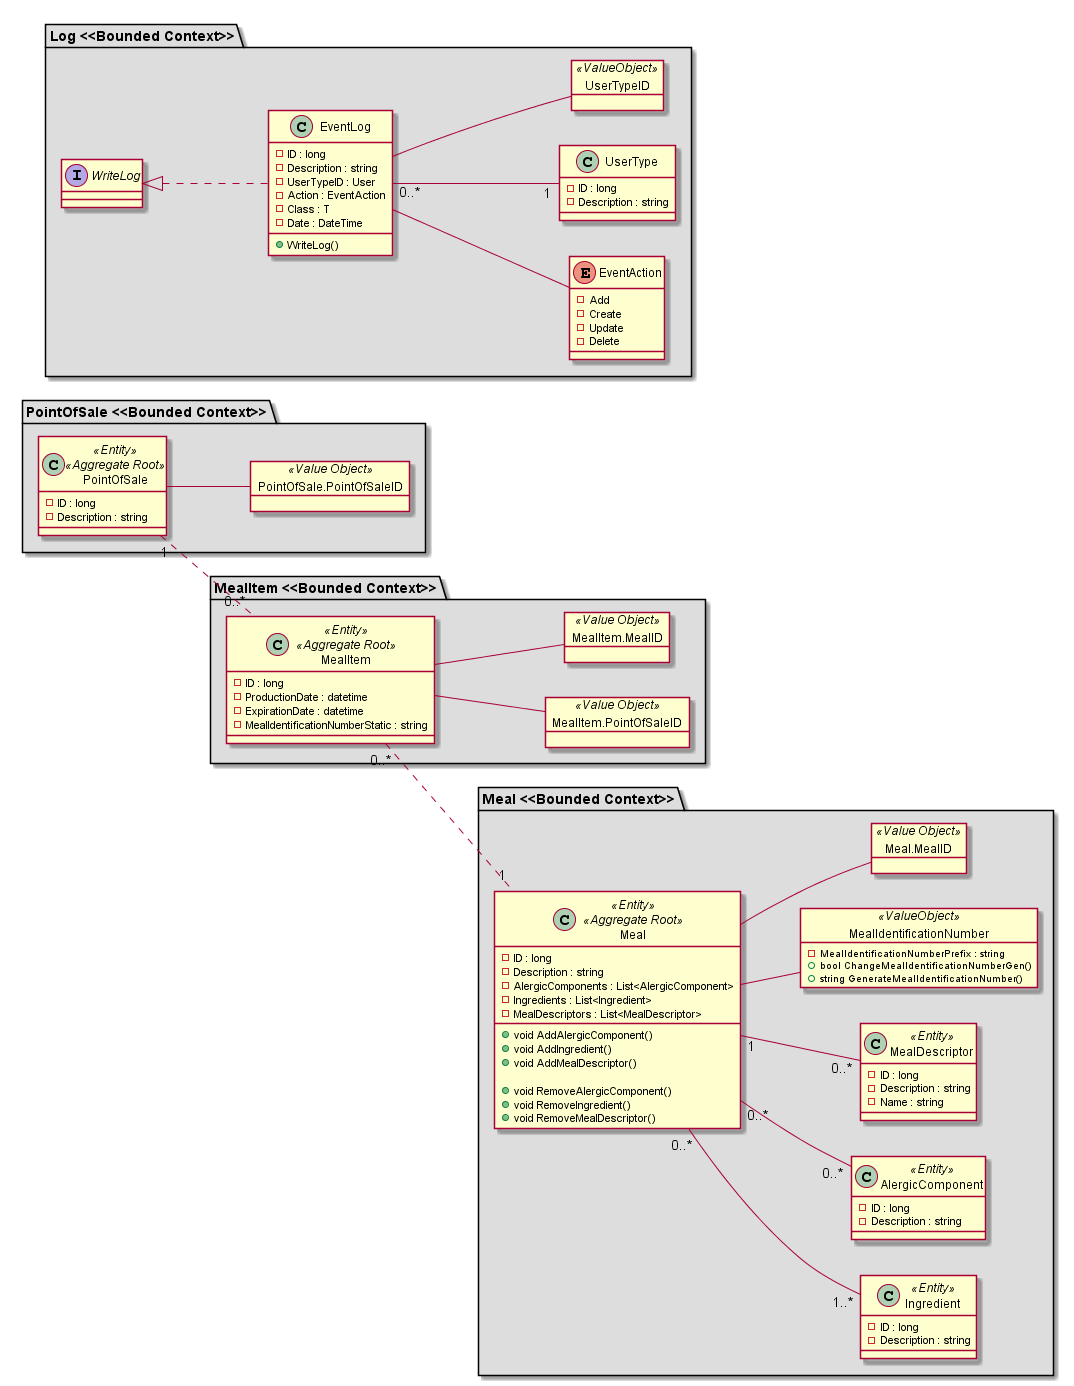 Log <<Bounded Context>>
«ValueObject»
UserTypeID
C EventLog
ID : long
Description : string
UserTypeID : User
Action : EventAction
Class : T
Date : DateTime
WriteLog()
I WriteLog
C UserType
ID : long
Description : string
0..*
1
E EventAction
Add
Create
Update
Delete
PointOfSale <<Bounded Context>>
C
«Entity»
«Aggregate Root»
PointOfSale
ID : long
Description : string
«Value Object»
PointOfSale.PointOfSaleID
1
0..*
MealItem <<Bounded Context>>
C
«Entity»
«Aggregate Root»
MealItem
ID : long
ProductionDate : datetime
ExpirationDate : datetime
MealIdentificationNumberStatic : string
«Value Object»
MealItem.MealID
«Value Object»
MealItem.PointOfSaleID
0..*
1
Meal <<Bounded Context>>
«Value Object»
Meal.MealID
C
«Entity»
«Aggregate Root»
Meal
ID : long
Description : string
AlergicComponents : List<AlergicComponent>
Ingredients : List<Ingredient>
MealDescriptors : List<MealDescriptor>
void AddAlergicComponent()
void AddIngredient()
void AddMealDescriptor()
void RemoveAlergicComponent()
void RemoveIngredient()
void RemoveMealDescriptor()
«ValueObject»
MealIdentificationNumber
MealIdentificationNumberPrefix : string
bool ChangeMealIdentificationNumberGen()
string GenerateMealIdentificationNumber()
C
«Entity»
MealDescriptor
ID : long
Description : string
Name : string
1
0..*
C
«Entity»
AlergicComponent
ID : long
Description : string
0..*
0..*
C
«Entity»
Ingredient
ID : long
Description : string
0..*
1..*